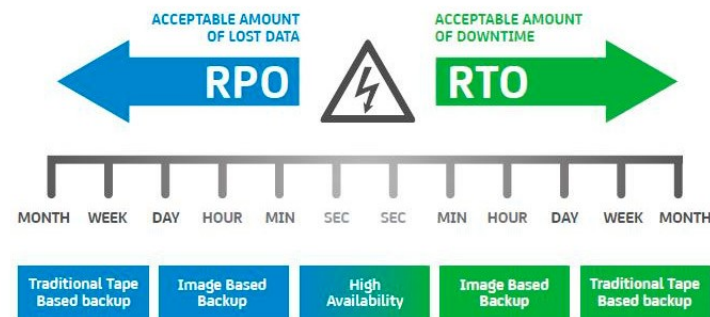 ACCEPTABLE AMOUNT
OF LOST DATA
RPO
ACCEPTABLE AMOUNT
OF DOWNTIME
RTO
MONTH WEEK DAY HOUR MIN SEC SEC MIN HOUR DAY WEEK MONTH
Traditional Tape
Based backup
Image Based
Backup
High
Availability
Image Based
Backup
Traditional Tape
Based backup